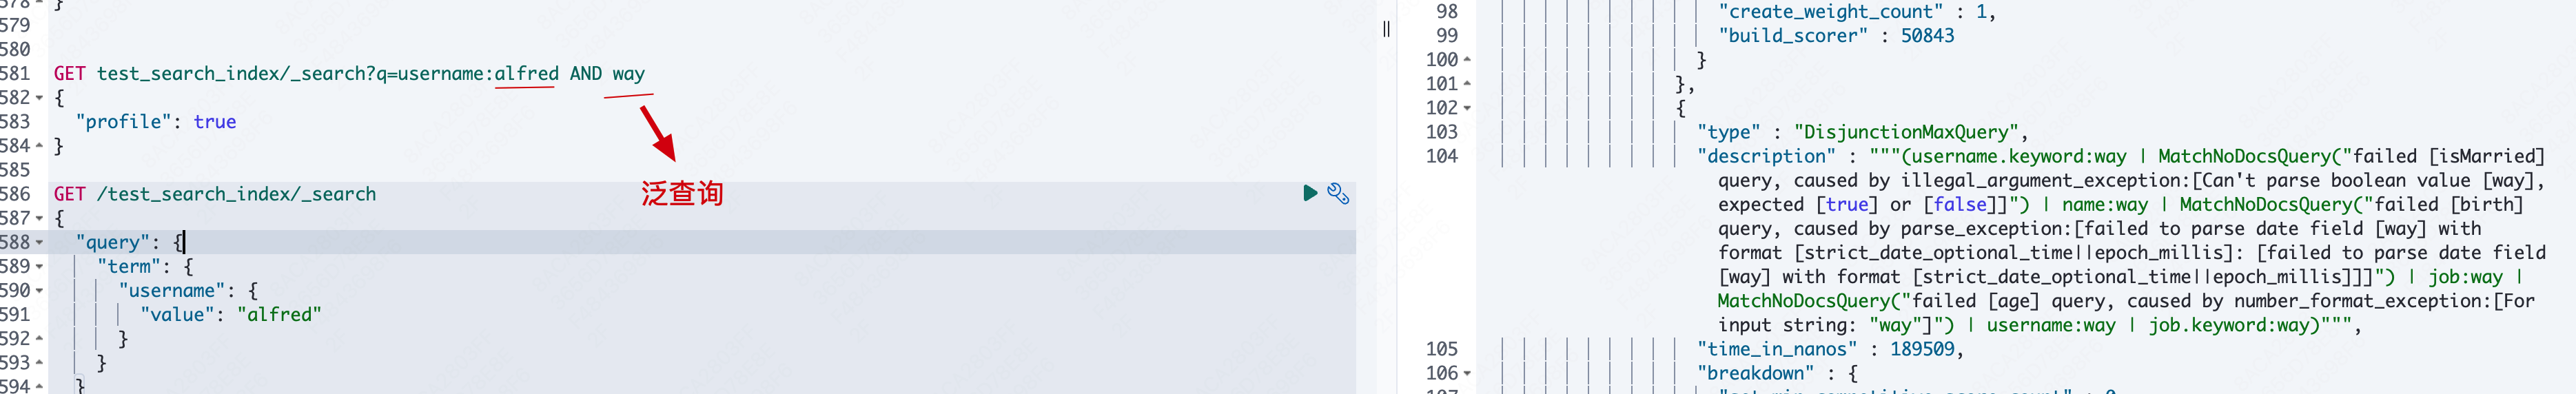 578 }
579
580
581 GET test_search_index/_search?q=username:alfred AND way
582 {
583 "profile": true
584 }
585
586 GET /test_search_index/_search
泛查询
587 {
588 "query": {
589 "term": {
590 "username": {
591 "value": "alfred"
592 }
593 }
594 }
98 "create_weight_count" : 1,
99 "build_scorer" : 50843
100 }
101 },
102 {
103 "type" : "DisjunctionMaxQuery",
104 "description" : """(username.keyword:way | MatchNoDocsQuery("failed [isMarried]
query, caused by illegal_argument_exception:[Can't parse boolean value [way],
expected [true] or [false]]") | name:way | MatchNoDocsQuery("failed [birth]
query, caused by parse_exception:[failed to parse date field [way] with
format [strict_date_optional_time||epoch_millis]: [failed to parse date field
[way] with format [strict_date_optional_time||epoch_millis]]]") | job:way |
MatchNoDocsQuery("failed [age] query, caused by number_format_exception:[For
input string: "way"]") | username:way | job.keyword:way)""",
105 "time_in_nanos" : 189509,
106 "breakdown" : {